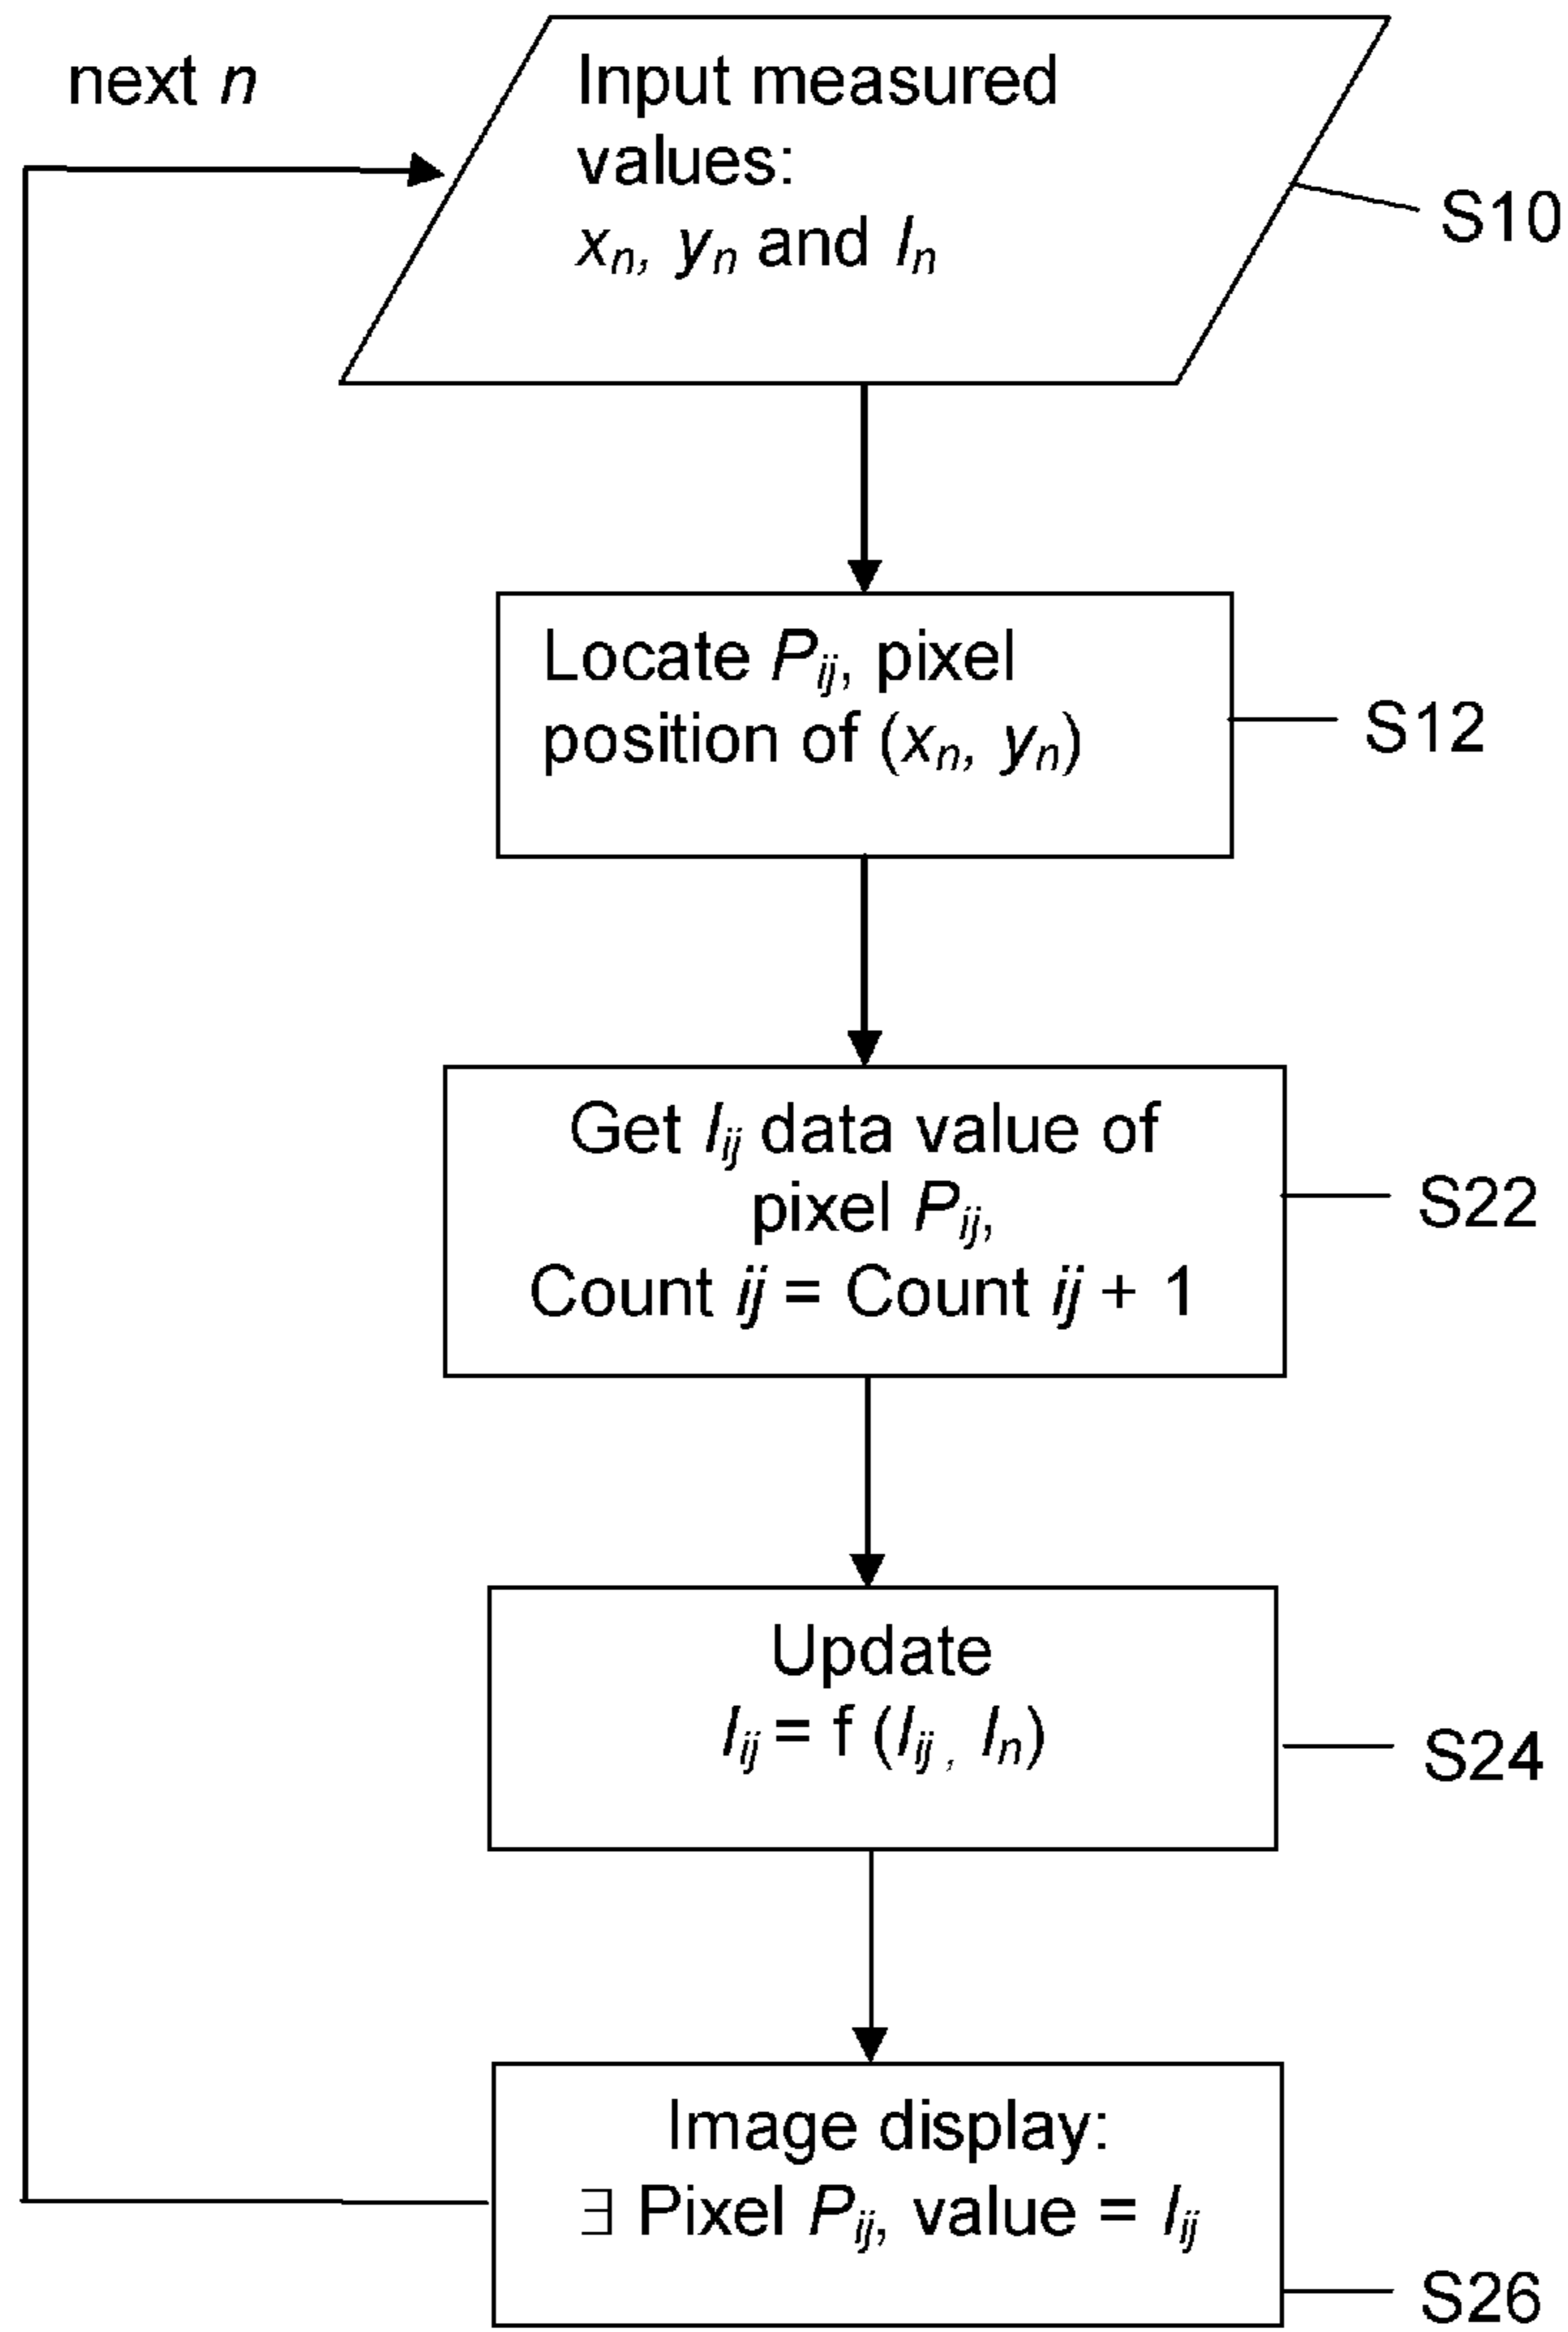 next n
Input measured
values:
xn, yn and In
S10
Locate Pij, pixel
position of (xn, yn)
S12
Get Iij data value of
pixel Pij,
Count ij = Count ij + 1
S22
Update
Iij = f (Iij, In)
S24
Image display:
∃ Pixel Pij, value = Iij
S26